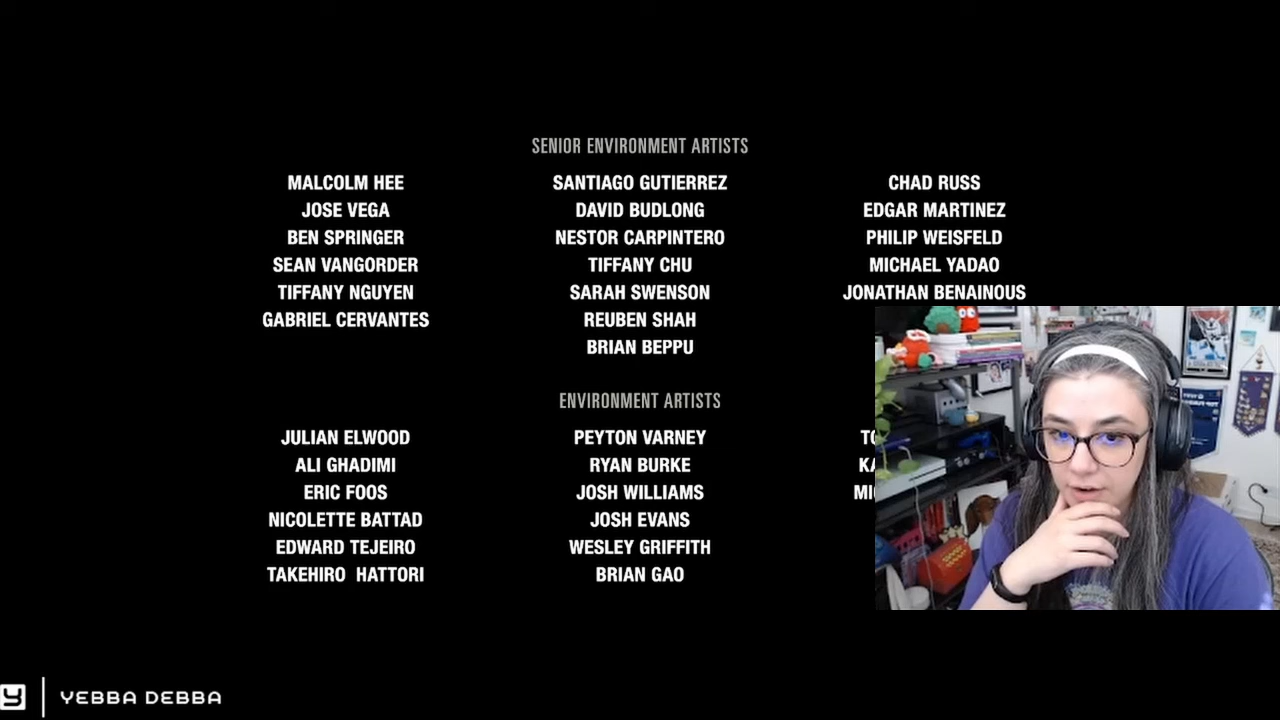 SENIOR ENVIRONMENT ARTISTS
MALCOLM HEE SANTIAGO GUTIERREZ CHAD RUSS
JOSE VEGA DAVID BUDLONG EDGAR MARTINEZ
BEN SPRINGER NESTOR CARPINTERO PHILIP WEISFELD
SEAN VANGORDER TIFFANY CHU MICHAEL YADAO
TIFFANY NGUYEN SARAH SWENSON JONATHAN BENAINOUS
GABRIEL CERVANTES REUBEN SHAH
BRIAN BEPPU
ENVIRONMENT ARTISTS
JULIAN ELWOOD PEYTON VARNEY
ALI GHADIMI RYAN BURKE
ERIC FOOS JOSH WILLIAMS
NICOLETTE BATTAD JOSH EVANS
EDWARD TEJEIRO WESLEY GRIFFITH
TAKEHIRO HATTORI BRIAN GAO
YEBBA DEBBA